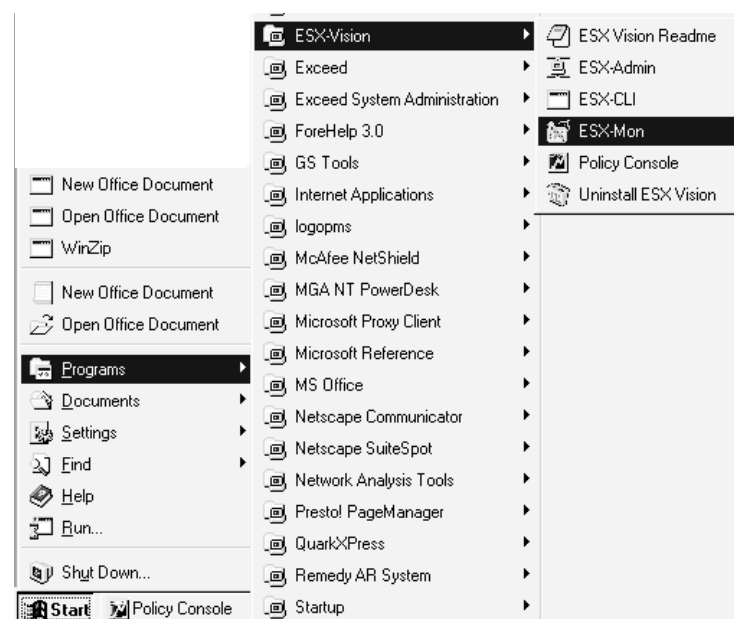 New Office Document
Open Office Document
WinZip
New Office Document
Open Office Document
Programs
Documents
Settings
Find
Help
Run...
Shut Down...
Start
Policy Console
ESX-Vision
Exceed
Exceed System Administration
ForeHelp 3.0
GS Tools
Internet Applications
logopms
McAfee NetShield
MGA NT PowerDesk
Microsoft Proxy Client
Microsoft Reference
MS Office
Netscape Communicator
Netscape SuiteSpot
Network Analysis Tools
Presto! PageManager
QuarkXPress
Remedy AR System
Startup
ESX Vision Readme
ESX-Admin
ESX-CLI
ESX-Mon
Policy Console
Uninstall ESX Vision